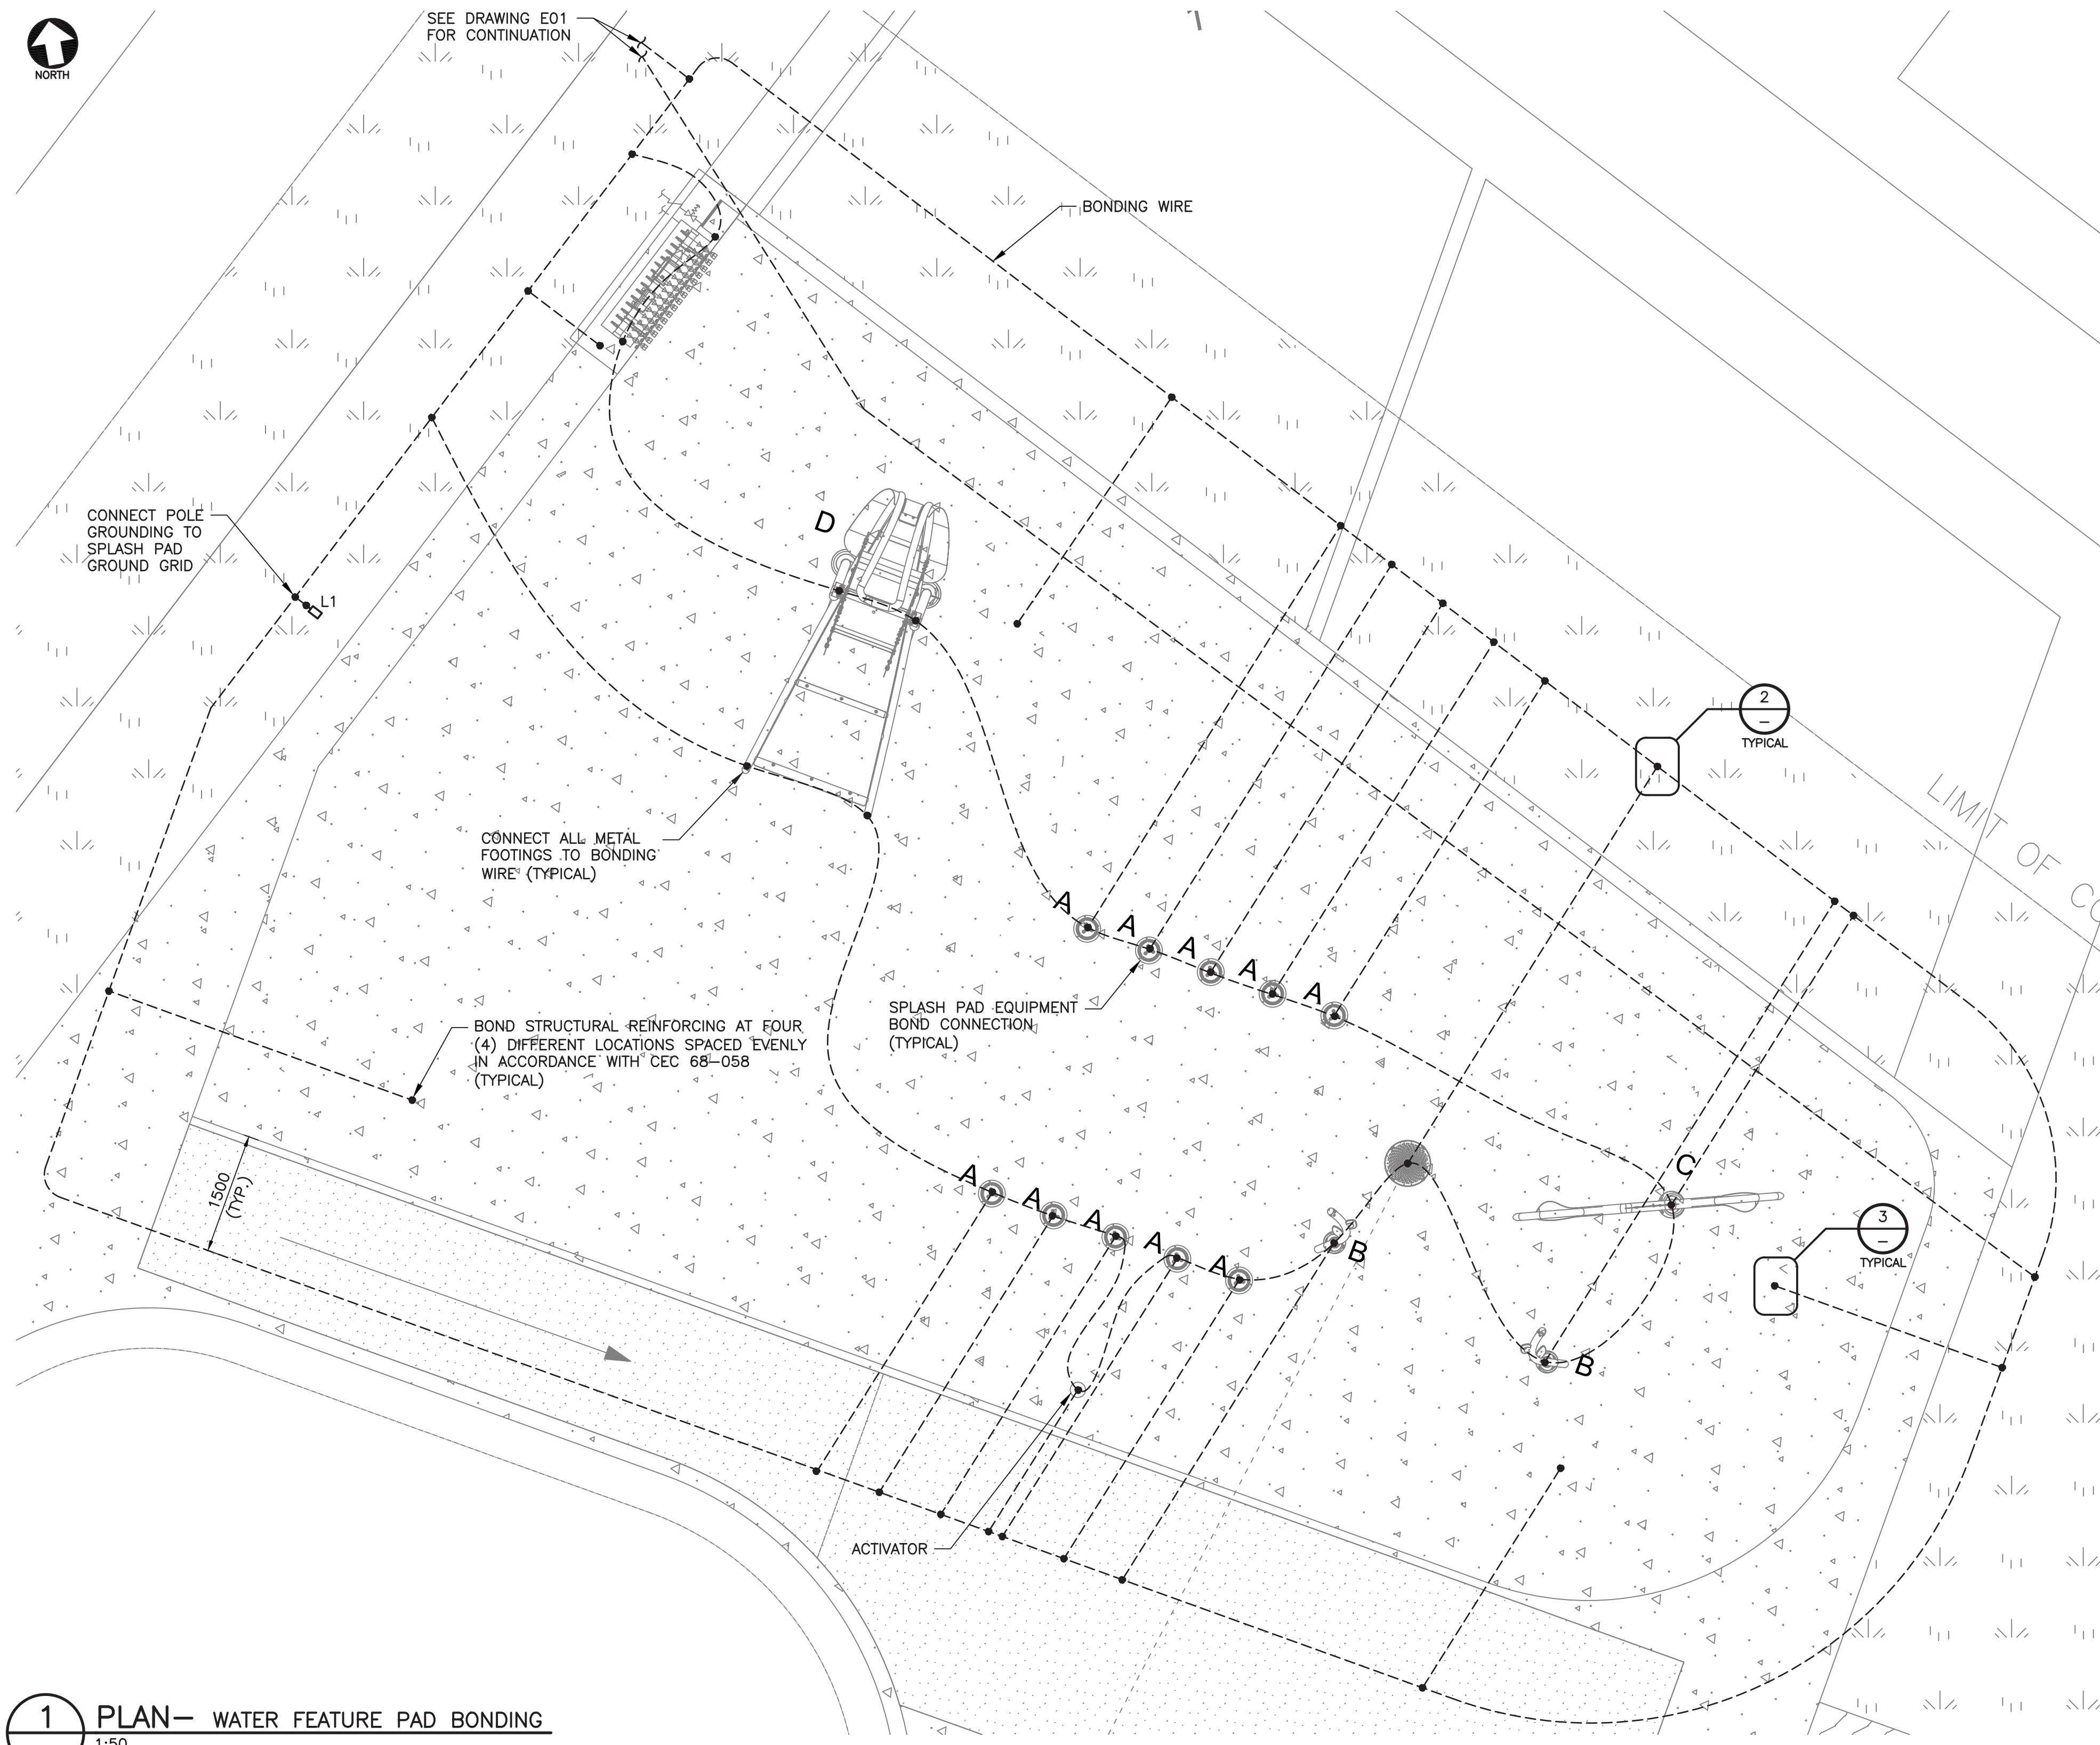 SEE DRAWING E01
FOR CONTINUATION
NORTH
BONDING WIRE
CONNECT POLE
GROUNDING TO
SPLASH PAD
GROUND GRID
L1
D
2
–
TYPICAL
LIMIT OF CO
CONNECT ALL METAL
FOOTINGS TO BONDING
WIRE (TYPICAL)
A
A
A
A
A
SPLASH PAD EQUIPMENT
BOND CONNECTION
(TYPICAL)
BOND STRUCTURAL REINFORCING AT FOUR
(4) DIFFERENT LOCATIONS SPACED EVENLY
IN ACCORDANCE WITH CEC 68-058
(TYPICAL)
1500
(TYP.)
A
A
A
A
A
B
C
3
–
TYPICAL
B
ACTIVATOR
1
PLAN– WATER FEATURE PAD BONDING
1:50